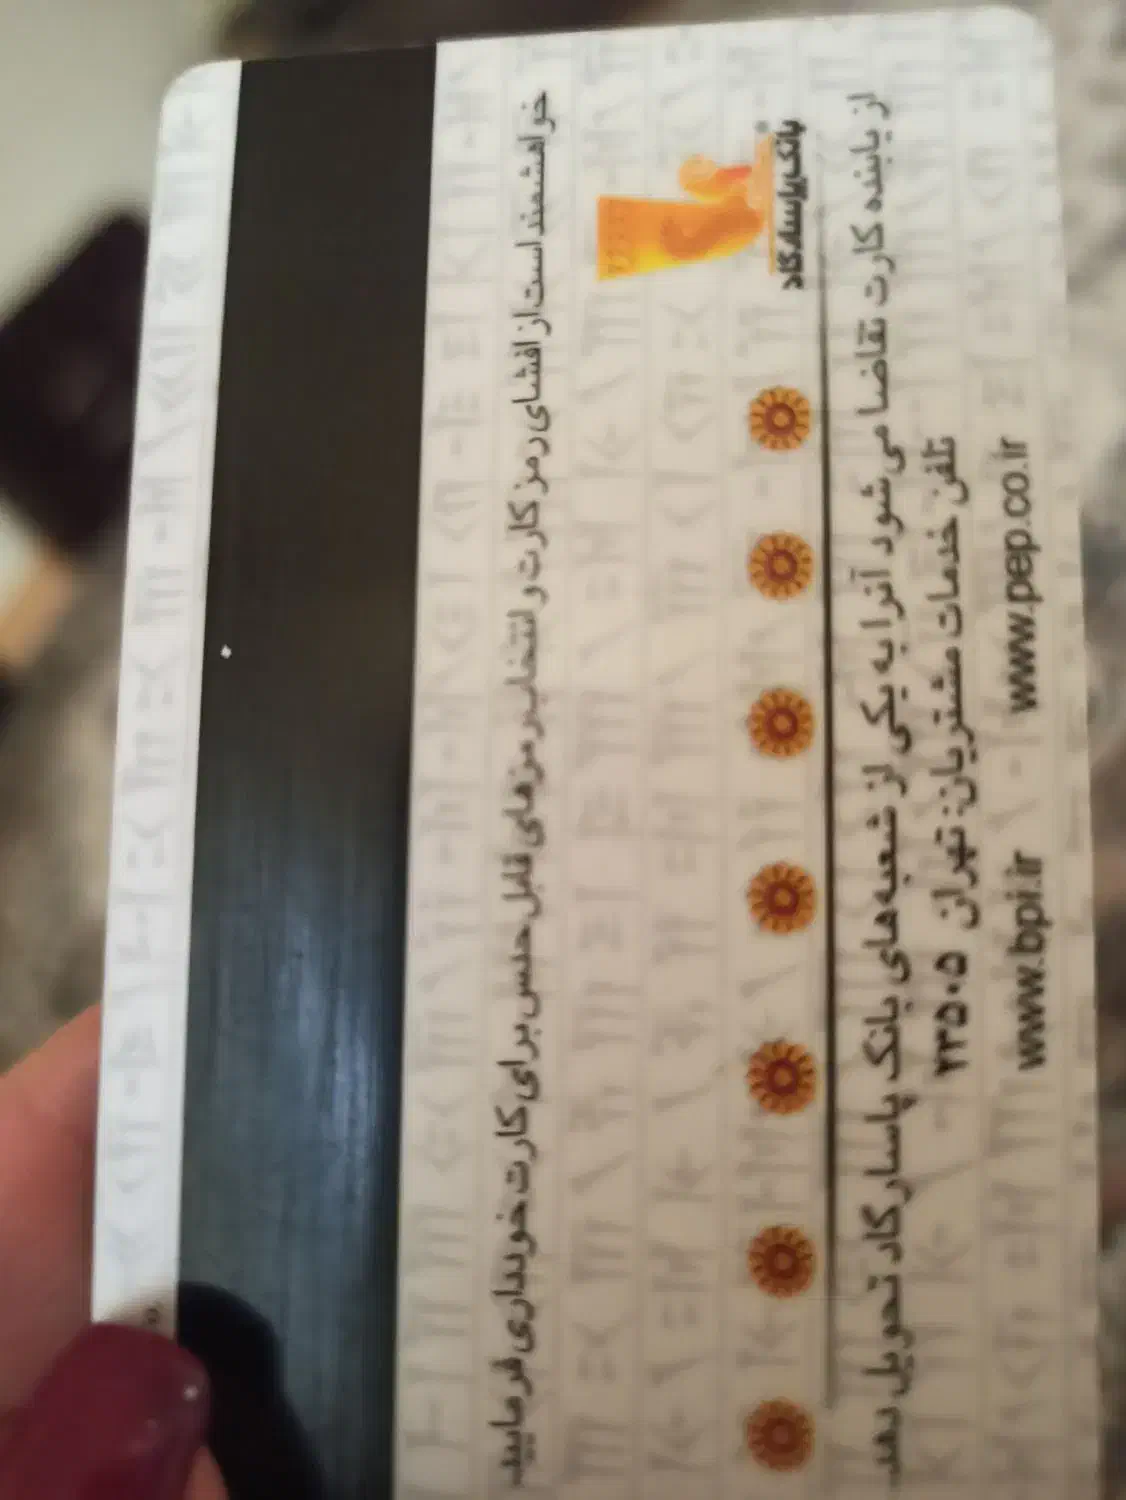 خواهشمند است از افشای رمز کارت و انتخاب رمزهای قابل حدس برای کارت خودداری فرمایید.
بانک پاسارگاد
از یابنده کارت تقاضا می‌شود آنرا به یکی از شعبه‌های بانک پاسارگاد تحویل دهد.
تلفن خدمات مشتریان: تهران
www.pep.co.ir www.bpi.ir